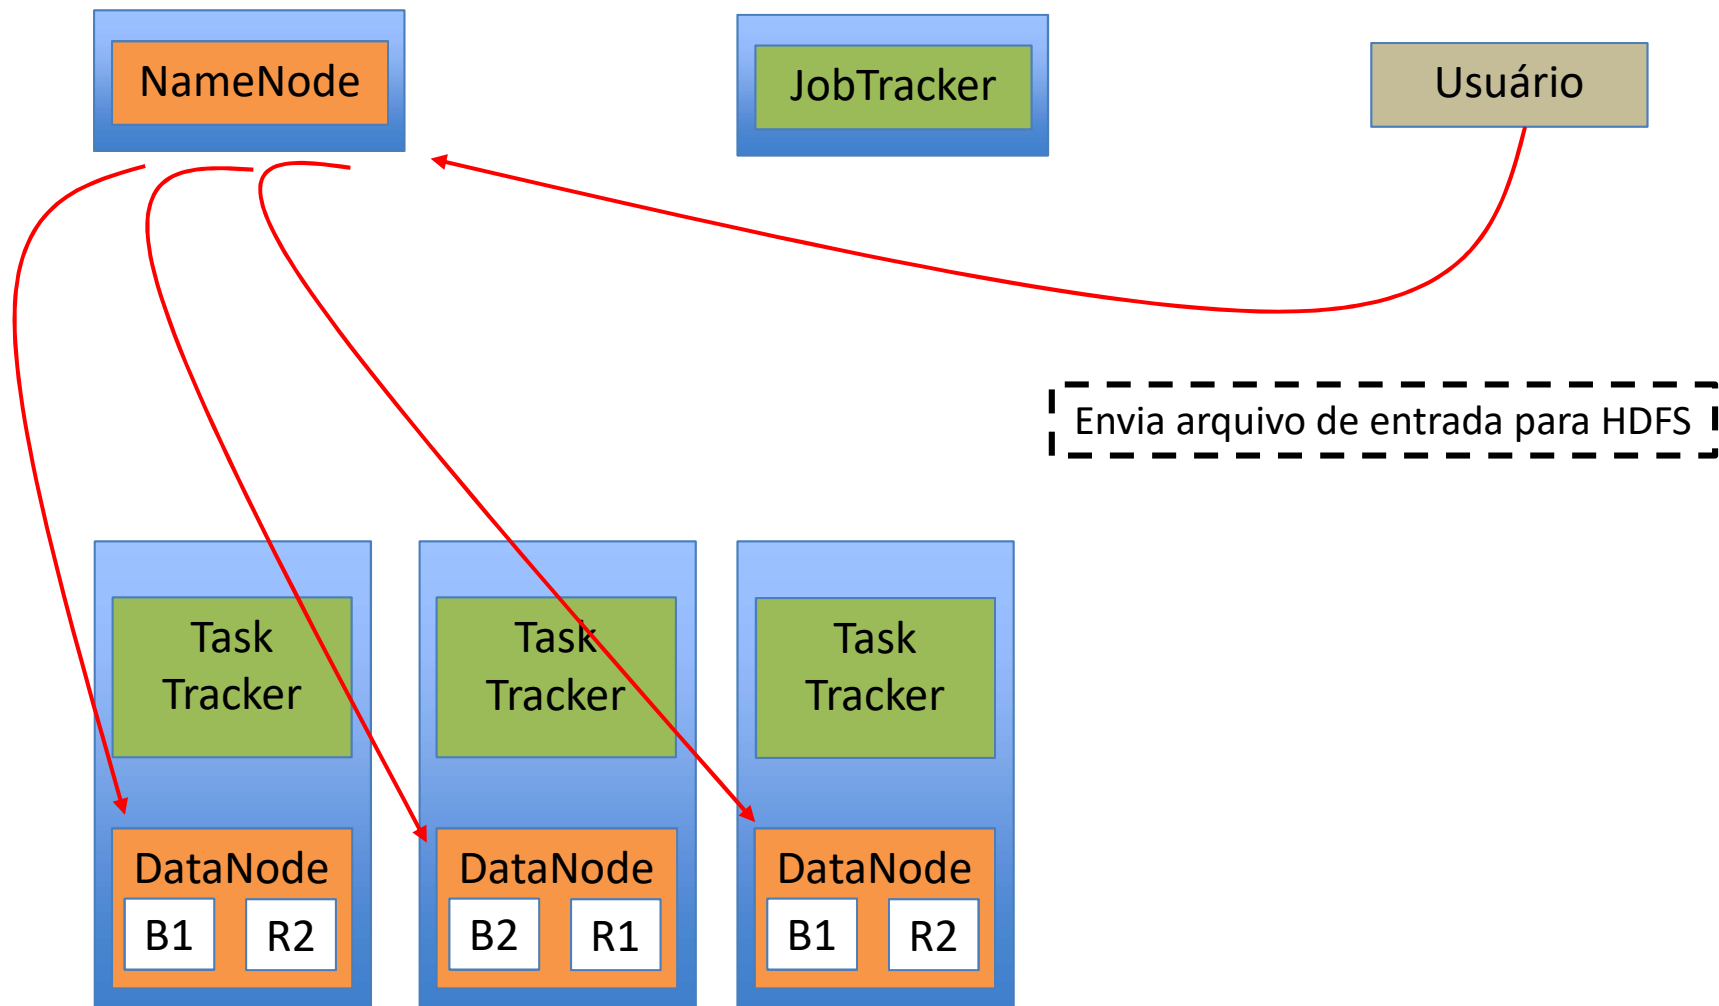 NameNode
JobTracker
Usuário
Envia arquivo de entrada para HDFS
Task
Tracker
Task
Tracker
Task
Tracker
DataNode
B1 R2
DataNode
B2 R1
DataNode
B1 R2